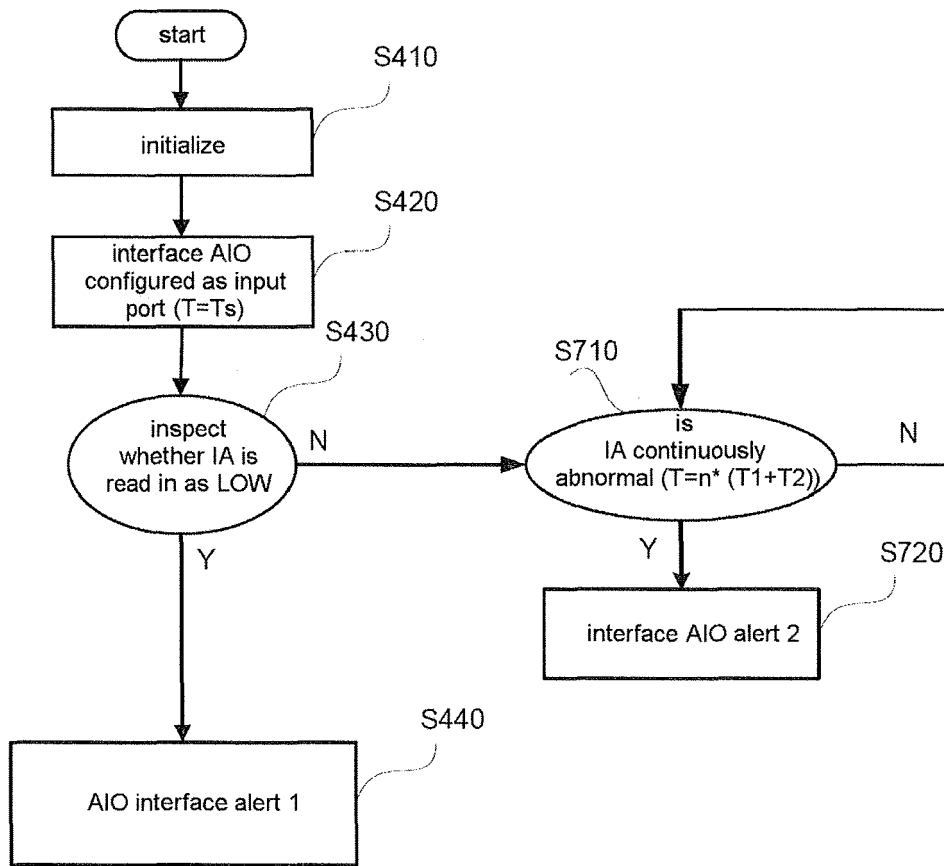 start
S410
initialize
S420
interface AIO
configured as input
port (T=Ts)
S430
inspect
whether IA is
read in as LOW
N
Y
S710
is
IA continuously
abnormal (T=n* (T1+T2))
N
Y
S720
interface AIO alert 2
S440
AIO interface alert 1